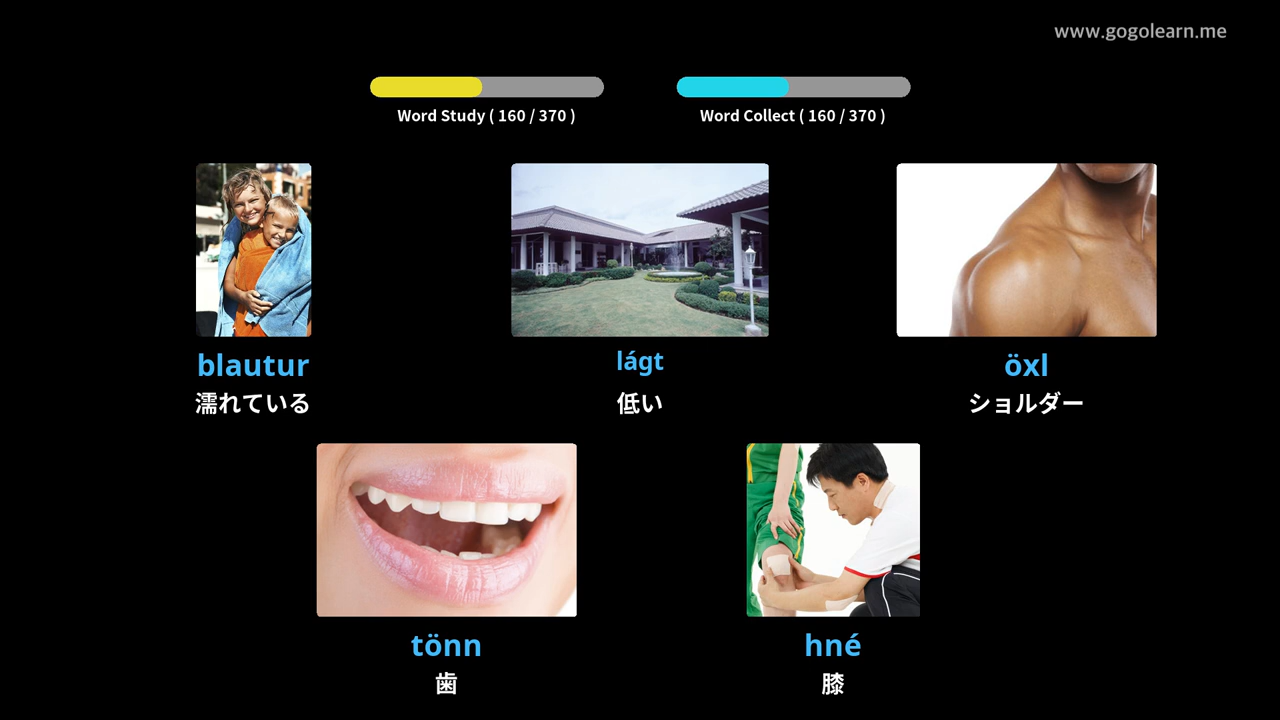 www.gogolearn.me
Word Study ( 160 / 370 )
Word Collect ( 160 / 370 )
blautur
濡れている
lágt
低い
öxl
ショルダー
tönn
歯
hné
膝